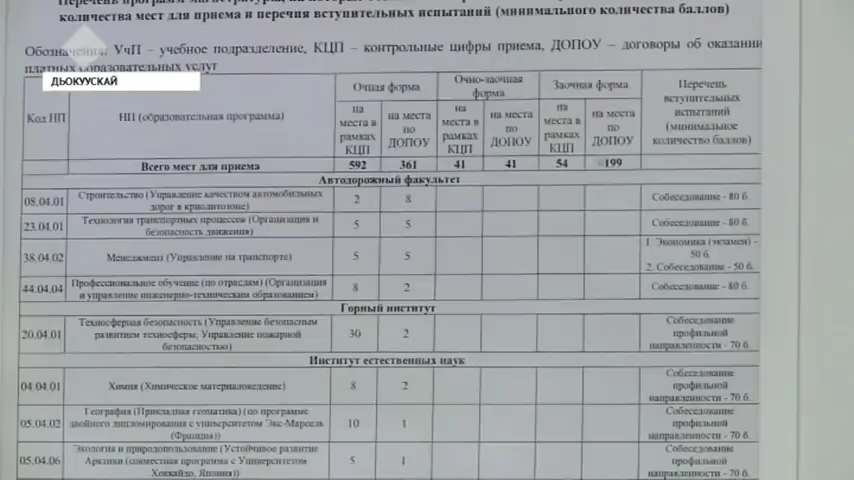 количества мест для приема и перечня вступительных испытаний (минимального количества баллов)
Обозначения: УчП – учебное подразделение, КЦП – контрольные цифры приема, ДОПОУ – договоры об оказании
платных образовательных услуг
ДЬОКУУСКАЙ
Код НП
НП (образовательная программа)
Очная форма
Очно-заочная
форма
Заочная форма
Перечень
вступительных
испытаний
(минимальное
количество баллов)
на
места в
рамках
КЦП
на места
по
ДОПОУ
на
места в
рамках
КЦП
на места
по
ДОПОУ
на
места в
рамках
КЦП
на места
по
ДОПОУ
Всего мест для приема 592 361 41 41 54 199
Автодорожный факультет
08.04.01
Строительство (Управление качеством автомобильных
дорог в криолитозоне)
2 8 Собеседование - 80 б.
23.04.01
Технология транспортных процессов (Организация и
безопасность движения)
5 5 Собеседование - 80 б.
38.04.02 Менеджмент (Управление на транспорте) 5 5
1. Экономика (экзамен) -
50 б.
2. Собеседование - 50 б.
44.04.04
Профессиональное обучение (по отраслям) (Организация
и управление инженерно-техническим образованием)
8 2 Собеседование - 80 б.
Горный институт
20.04.01
Техносферная безопасность (Управление безопасным
развитием техносферы, Управление пожарной
безопасностью)
30 2
Собеседование
профильной
направленности - 70 б.
Институт естественных наук
04.04.01 Химия (Химическое материаловедение) 8 2
Собеседование
профильной
направленности - 70 б.
05.04.02
География (Прикладная геоматика) (по программе
двойного дипломирования с университетом Экс-Марсель
(Франция))
10 1
Собеседование
профильной
направленности - 70 б.
05.04.06
Экология и природопользование (Устойчивое развитие
Арктики (совместная программа с Университетом
Хоккайдо, Япония))
5 1
Собеседование
профильной
направленности - 70 б.